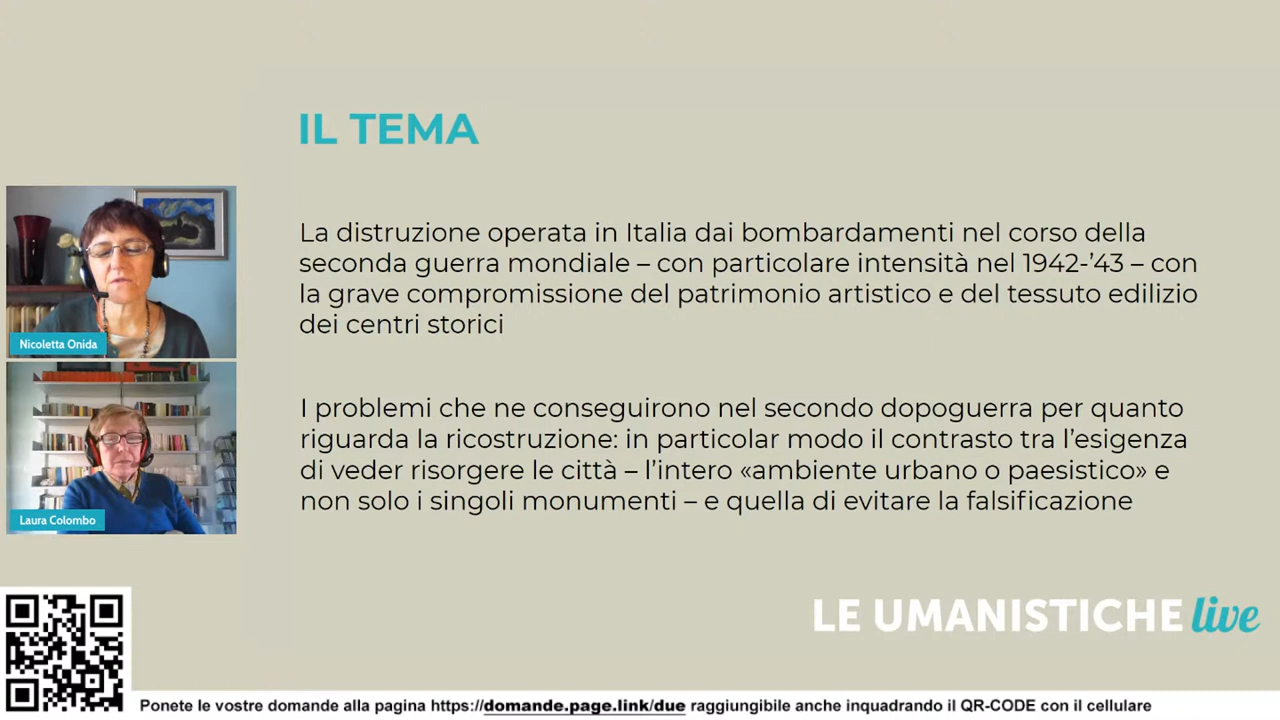 IL TEMA
La distruzione operata in Italia dai bombardamenti nel corso della
seconda guerra mondiale – con particolare intensità nel 1942-’43 – con
la grave compromissione del patrimonio artistico e del tessuto edilizio
dei centri storici
I problemi che ne conseguirono nel secondo dopoguerra per quanto
riguarda la ricostruzione: in particolar modo il contrasto tra l’esigenza
di veder risorgere le città – l’intero «ambiente urbano o paesistico» e
non solo i singoli monumenti – e quella di evitare la falsificazione
Nicoletta Onida
Laura Colombo
LE UMANISTICHE live
Ponete le vostre domande alla pagina https://domande.page.link/due raggiungibile anche inquadrando il QR-CODE con il cellulare